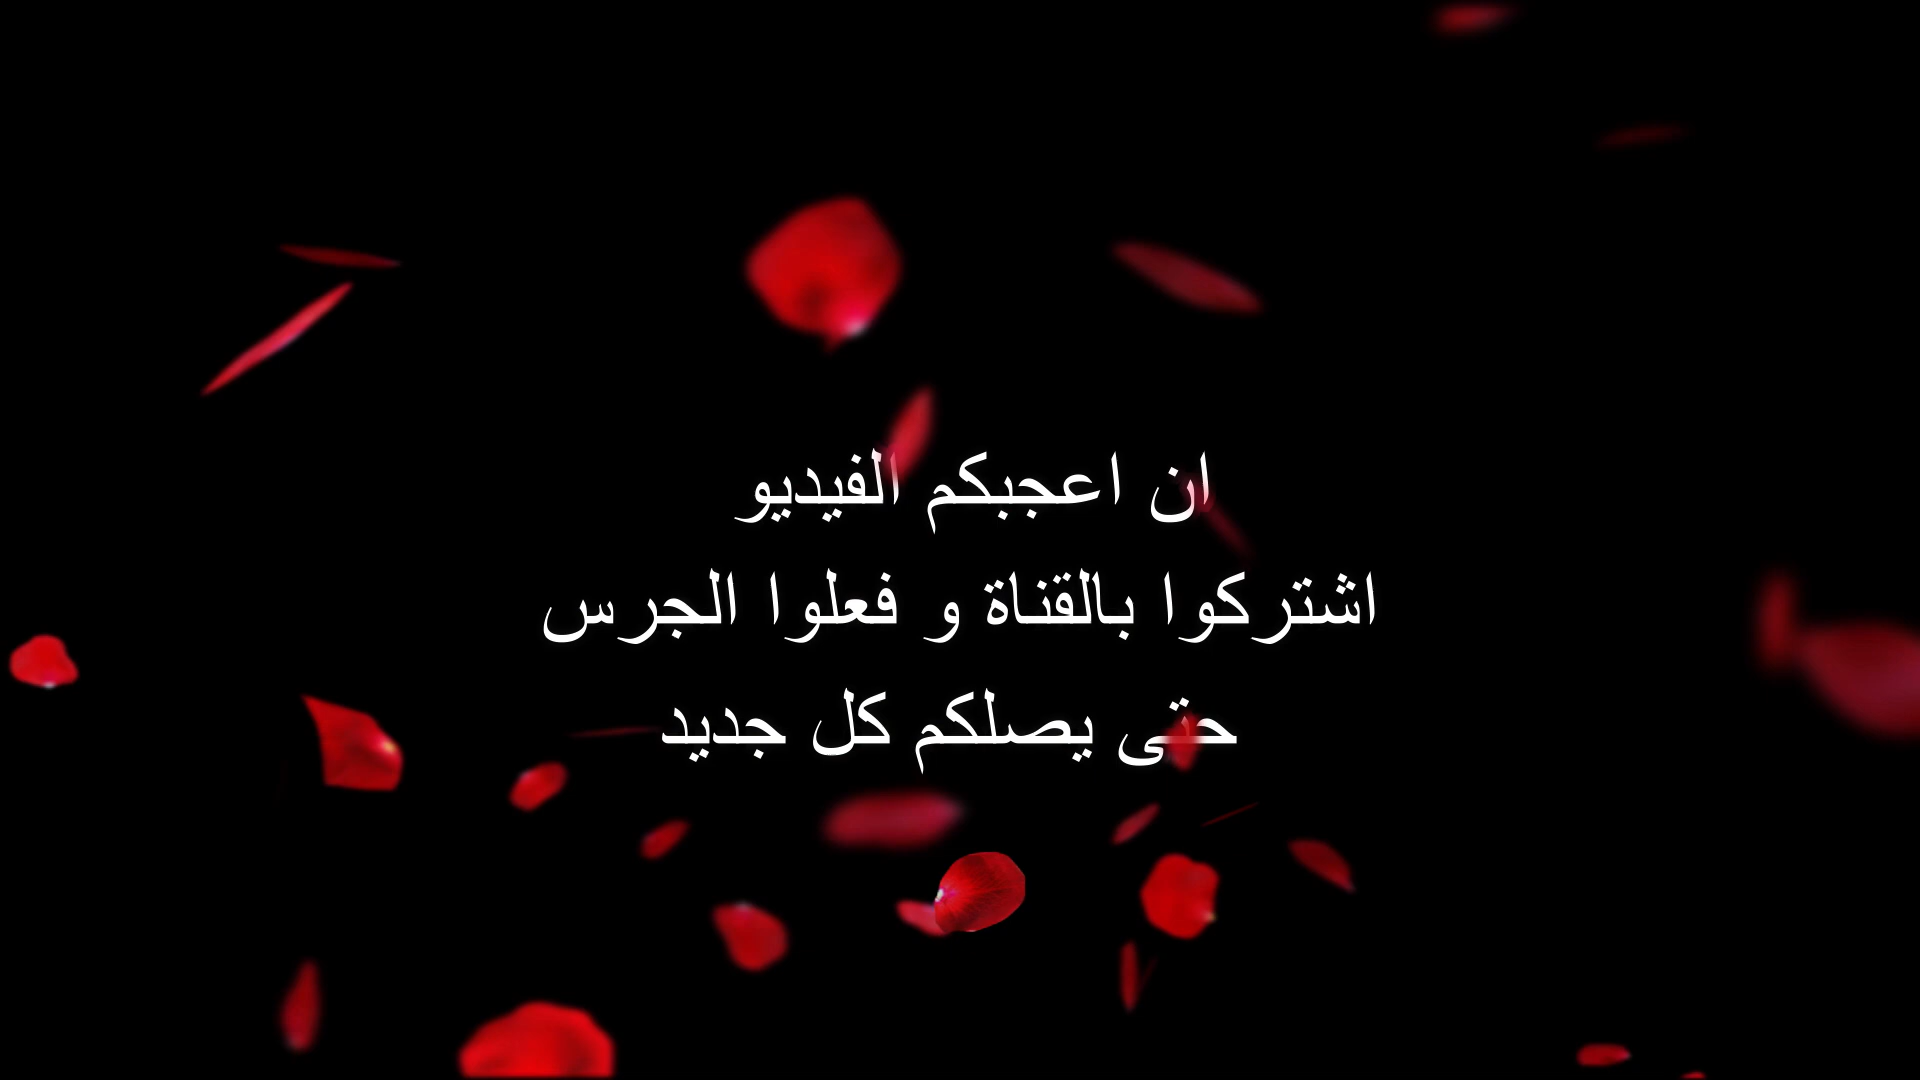 ان اعجبكم الفيديو
اشتركوا بالقناة و فعلوا الجرس
حتى يصلكم كل جديد